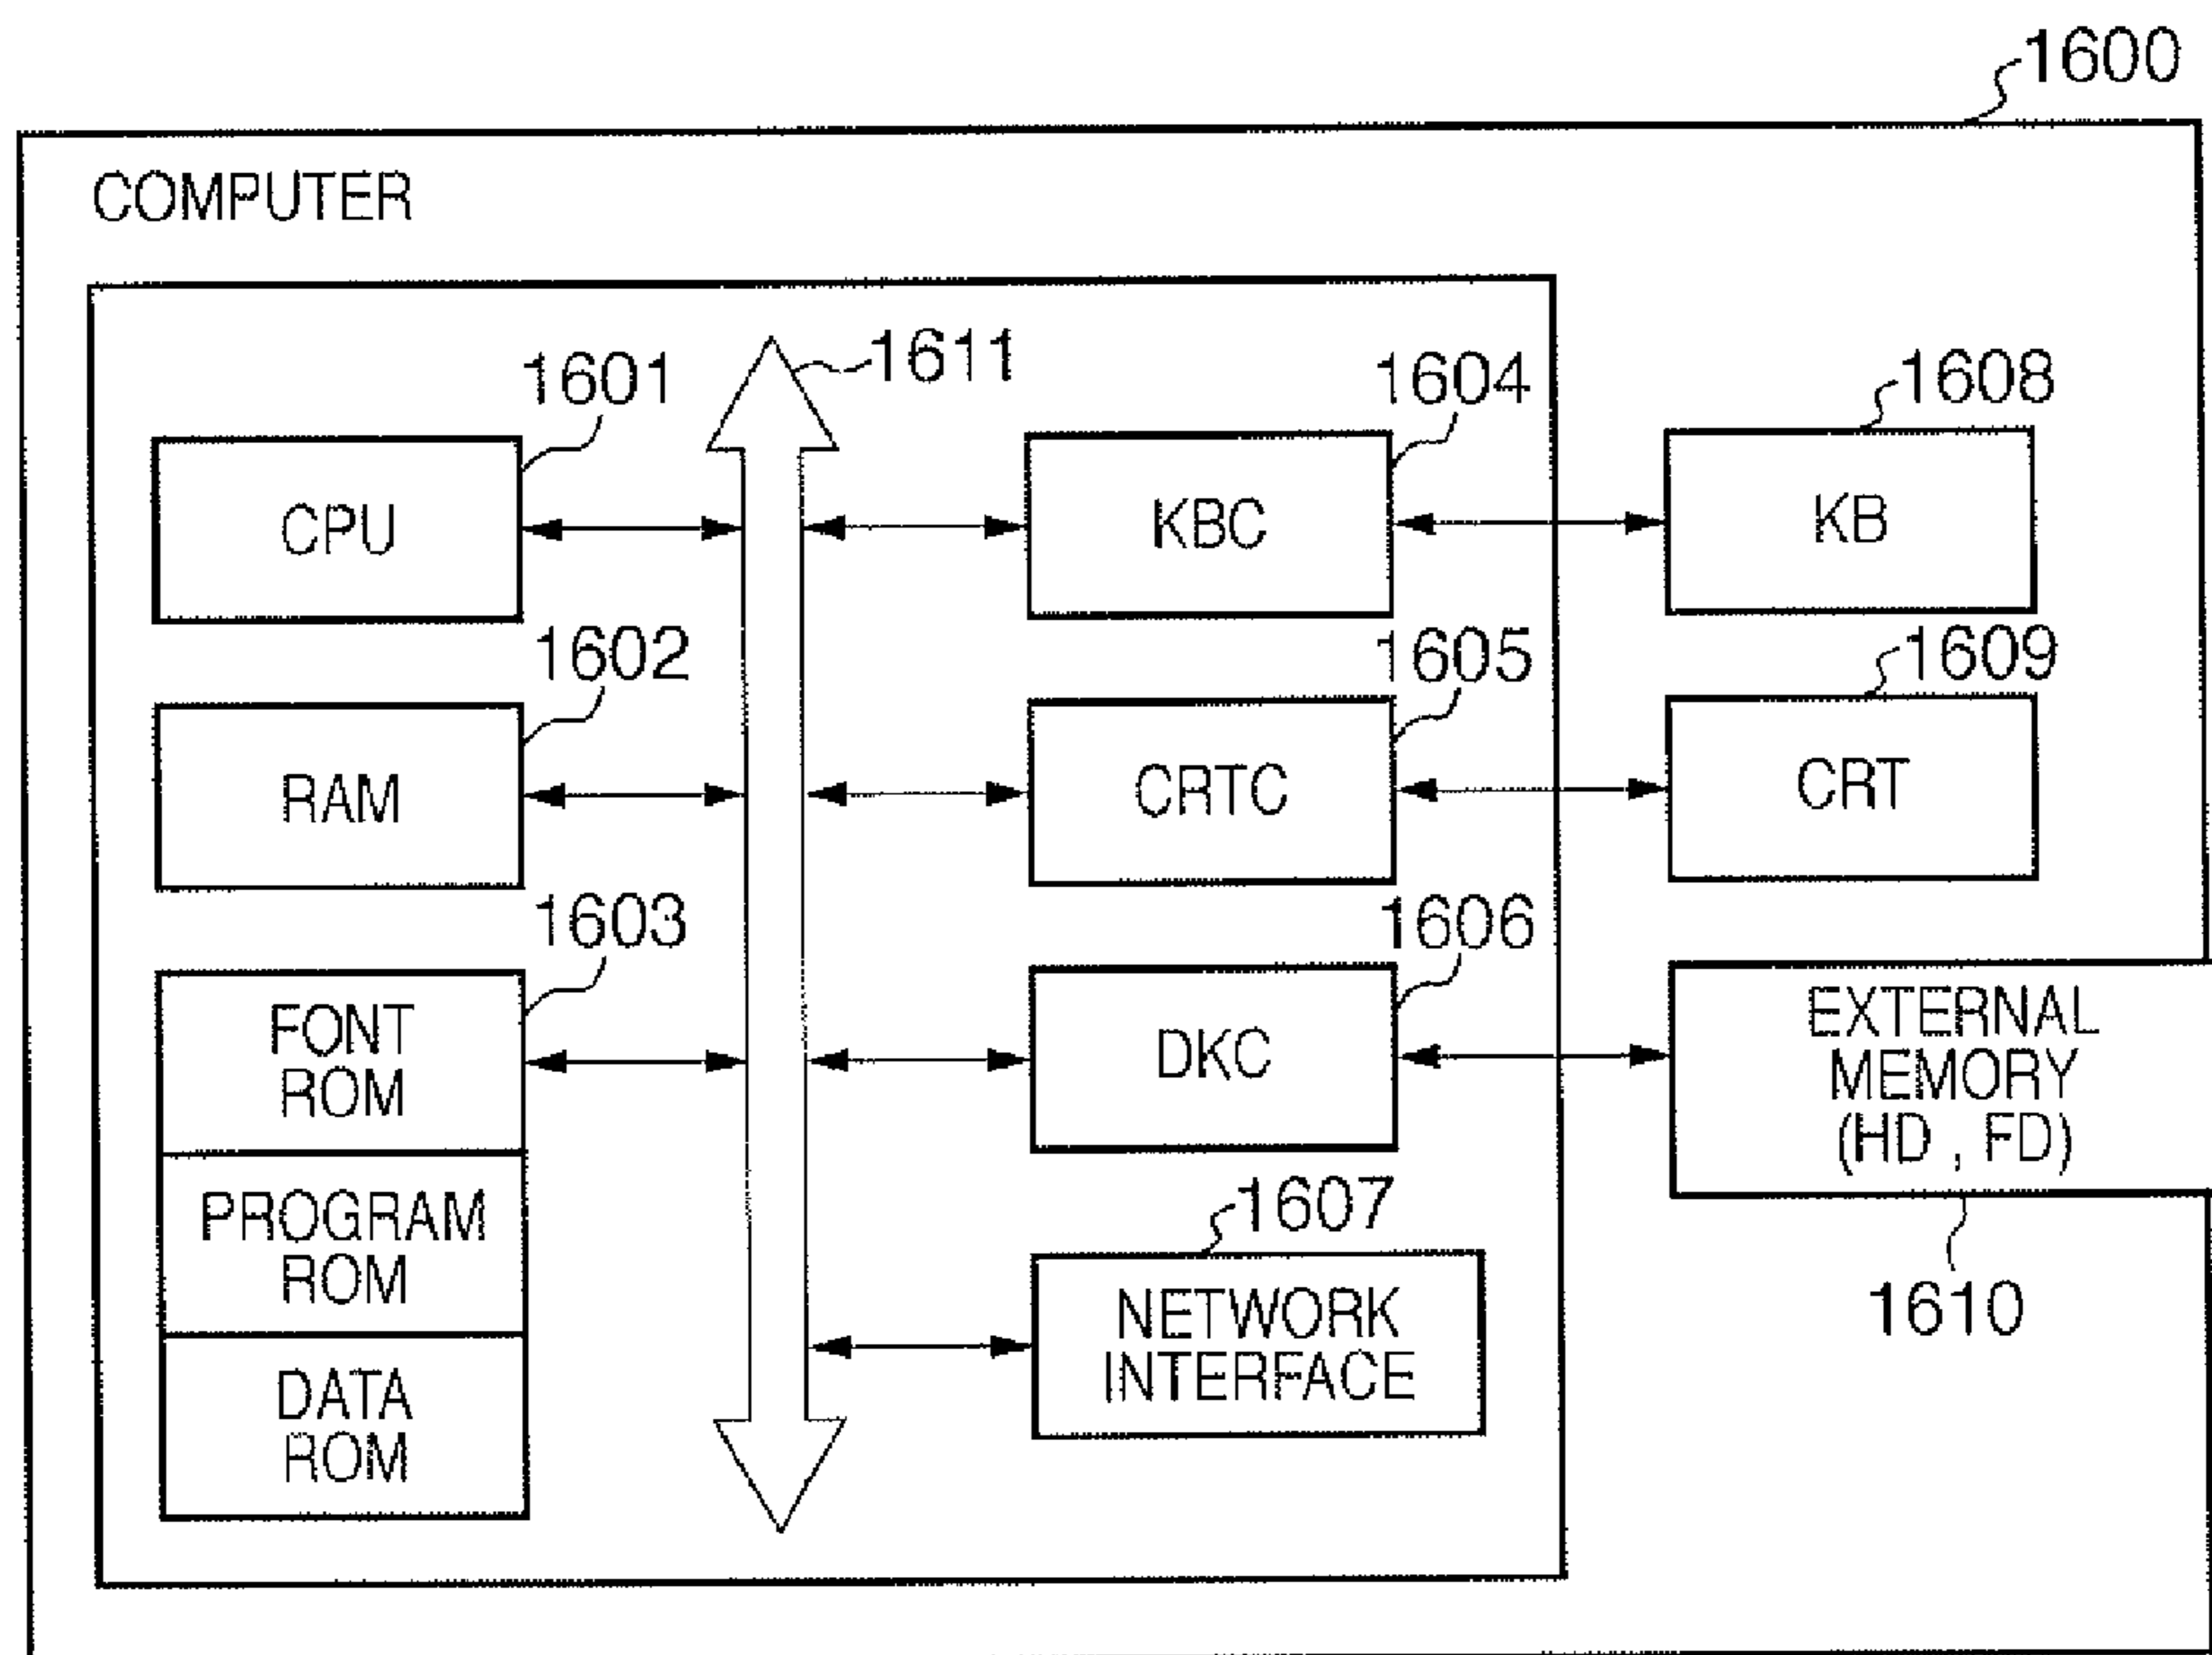 1600
COMPUTER
1601
1611
1604
1608
CPU
KBC
KB
1602
1605
1609
RAM
CRTC
CRT
1603
1606
FONT
ROM
DKC
EXTERNAL
MEMORY
(HD , FD)
PROGRAM
ROM
1607
1610
NETWORK
INTERFACE
DATA
ROM